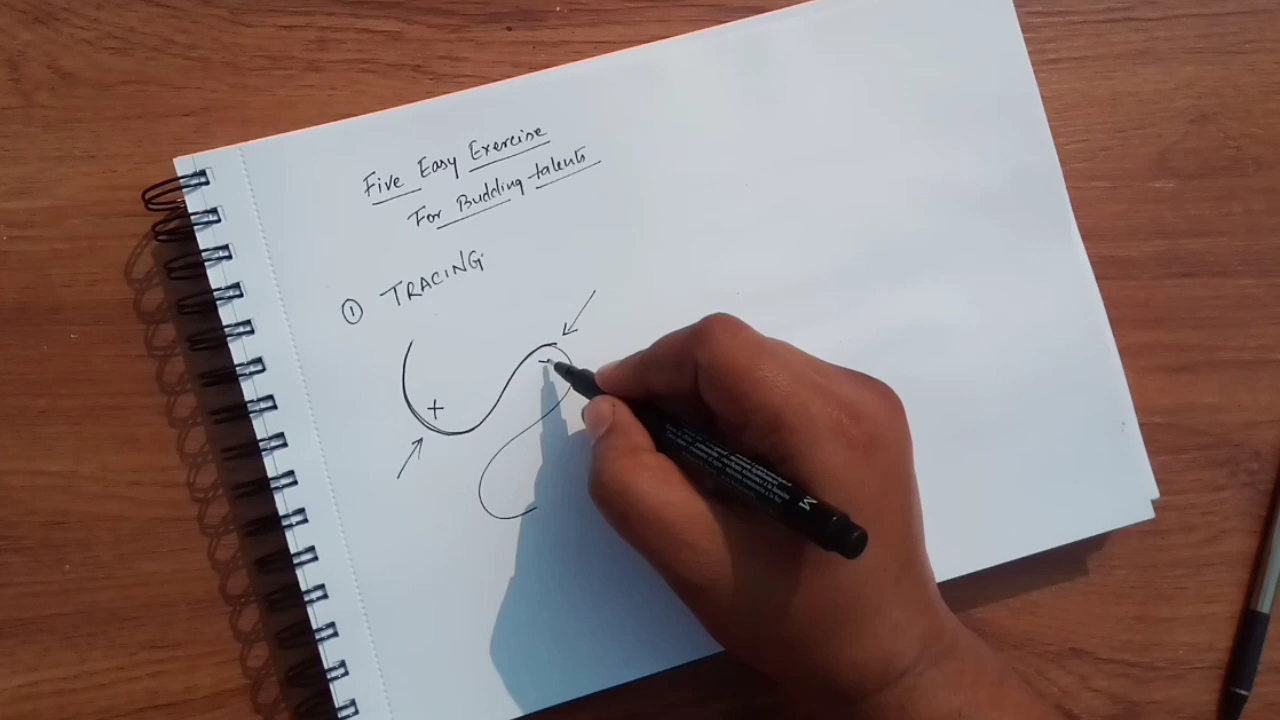 Five Easy Exercise
For Budding talents
① TRACING
+
M